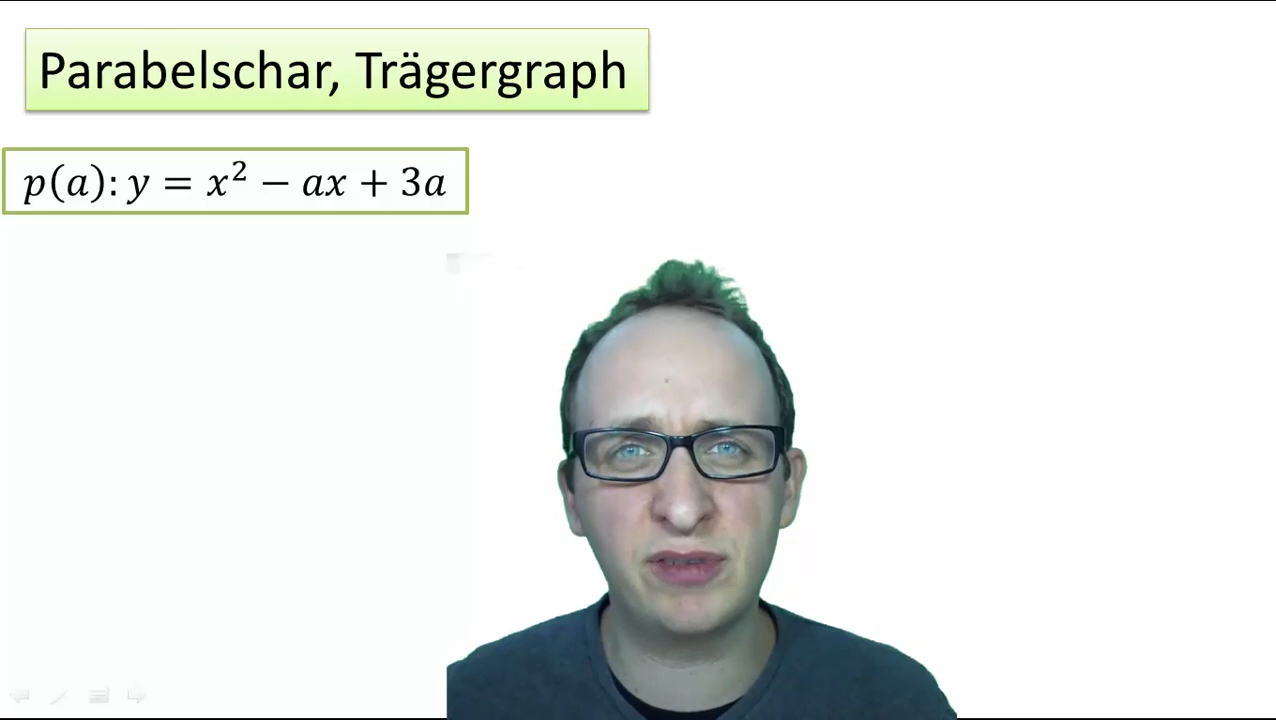 Parabelschar, Trägergraph
p(a): y = x² − ax + 3a